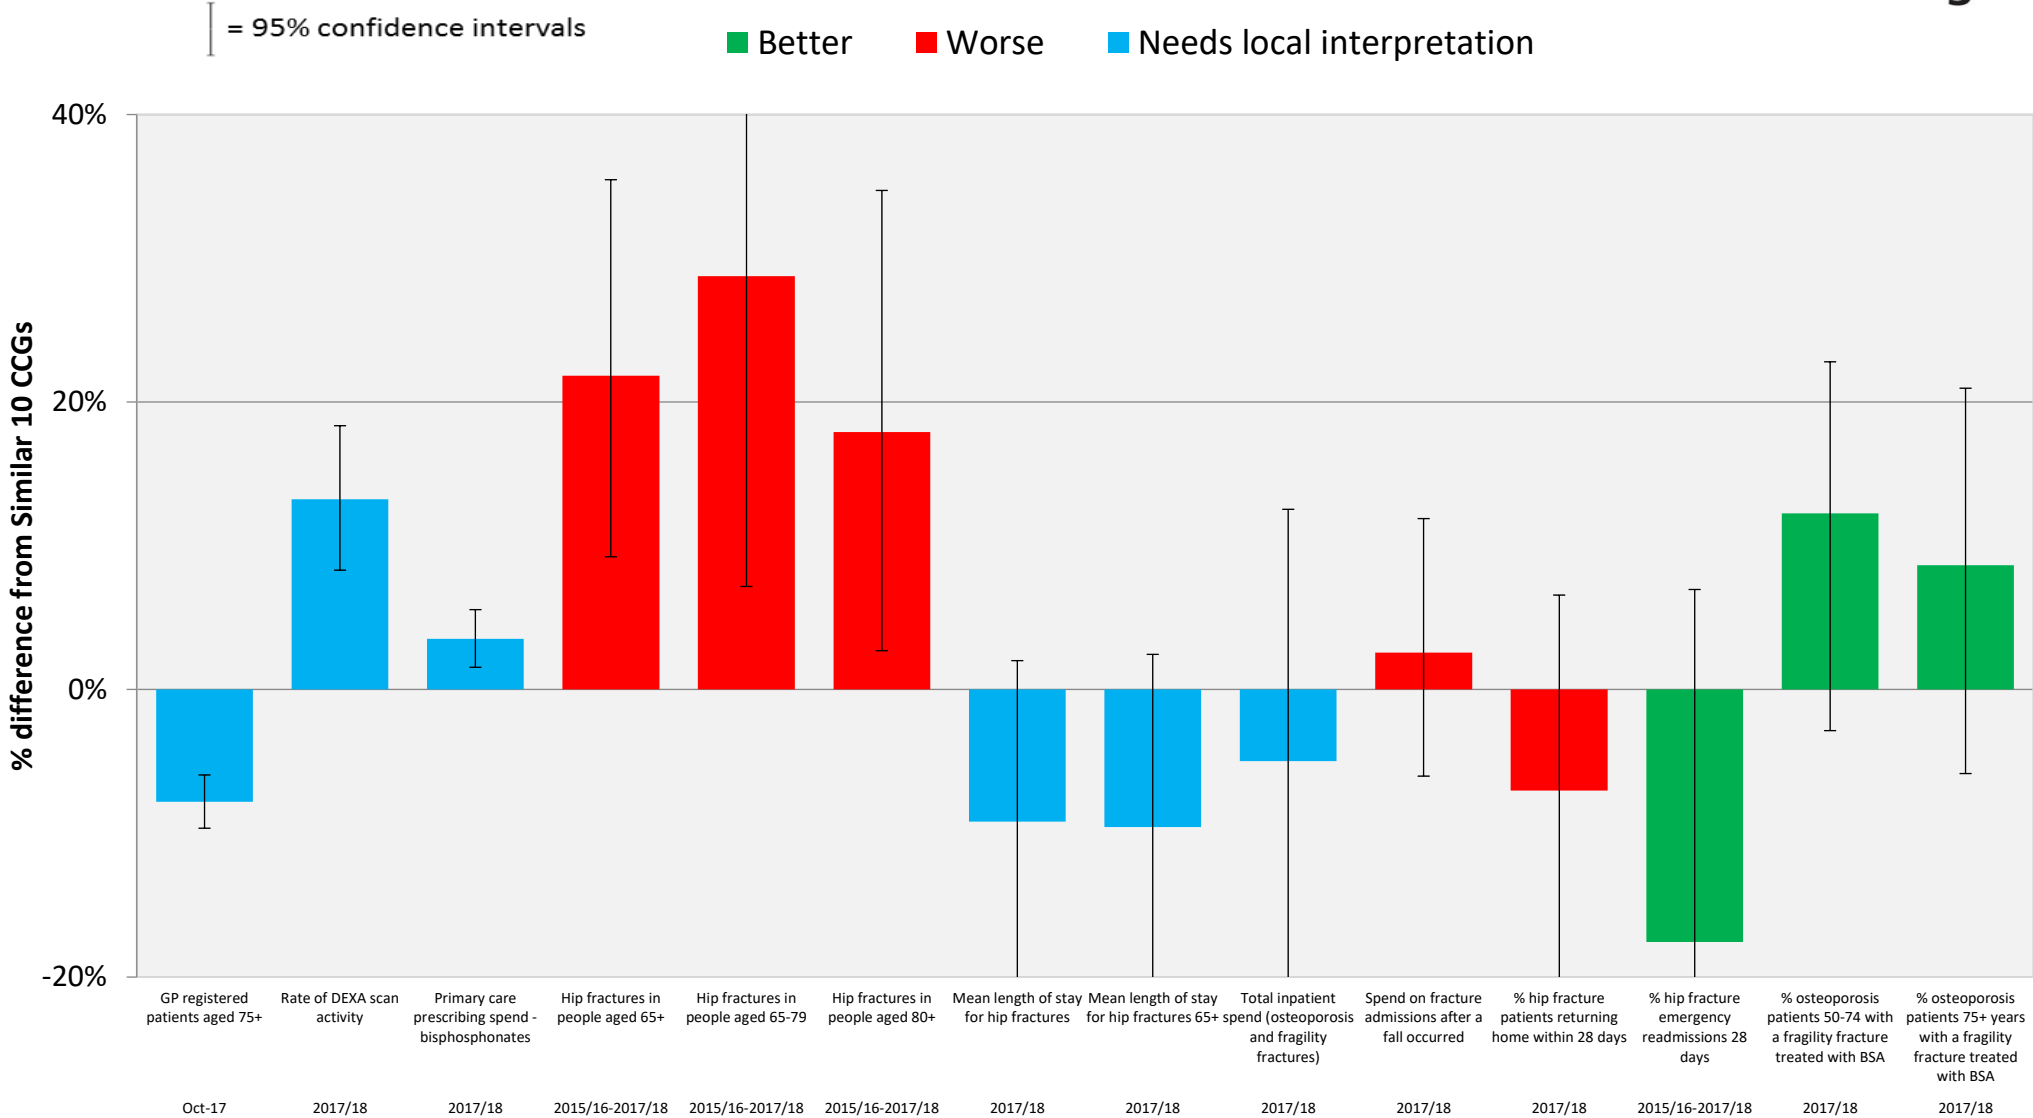 = 95% confidence intervals
Better
Worse
Needs local interpretation
% difference from Similar 10 CCGs
40%
20%
0%
-20%
GP registered
patients aged 75+
Oct-17
Rate of DEXA scan
activity
2017/18
Primary care
prescribing spend -
bisphosphonates
2017/18
Hip fractures in
people aged 65+
2015/16-2017/18
Hip fractures in
people aged 65-79
2015/16-2017/18
Hip fractures in
people aged 80+
2015/16-2017/18
Mean length of stay
for hip fractures
2017/18
Mean length of stay
for hip fractures 65+
2017/18
Total inpatient
spend (osteoporosis
and fragility
fractures)
2017/18
Spend on fracture
admissions after a
fall occurred
2017/18
% hip fracture
patients returning
home within 28 days
2017/18
% hip fracture
emergency
readmissions 28
days
2015/16-2017/18
% osteoporosis
patients 50-74 with
a fragility fracture
treated with BSA
2017/18
% osteoporosis
patients 75+ years
with a fragility
fracture treated
with BSA
2017/18